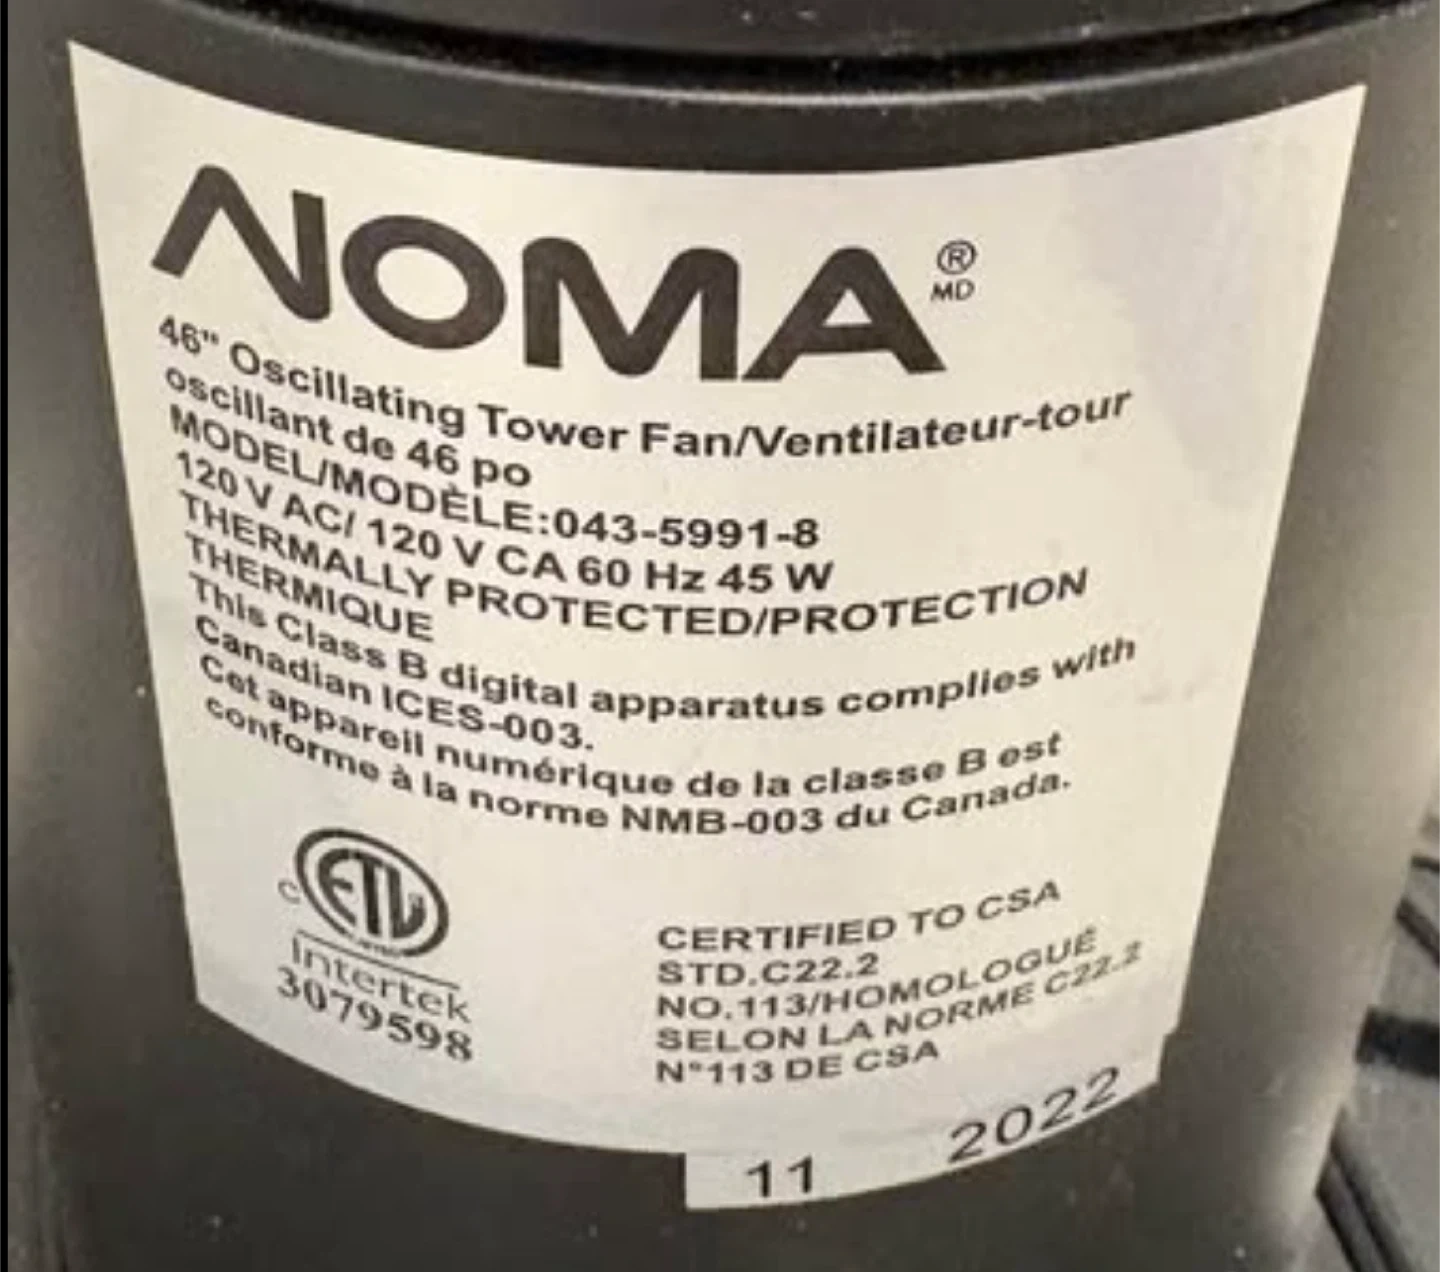 NOMA®
MD
46" Oscillating Tower Fan/Ventilateur-tour
oscillant de 46 po
MODEL/MODÈLE:043-5991-8
120 V AC/ 120 V CA 60 Hz 45 W
THERMALLY PROTECTED/PROTECTION
THERMIQUE
This Class B digital apparatus complies with
Canadian ICES-003.
Cet appareil numérique de la classe B est
conforme à la norme NMB-003 du Canada.
C ETL
Intertek
3079598
CERTIFIED TO CSA
STD.C22.2
NO.113/HOMOLOGUÉ
SELON LA NORME C22.2
N°113 DE CSA
11 2022